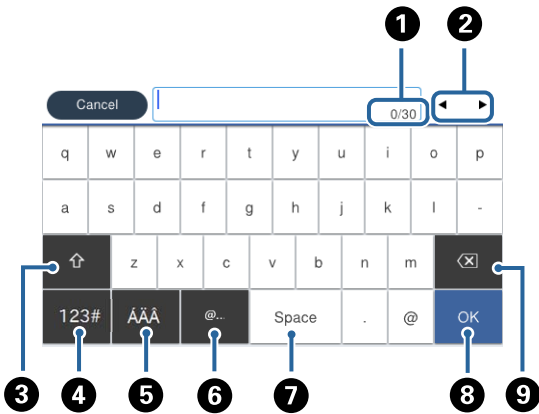 1 2
Cancel 0/30
q w e r t y u i o p
a s d f g h j k l -
z x c v b n m
123# ÁÄÂ @... Space . @ OK
3 4 5 6 7 8 9